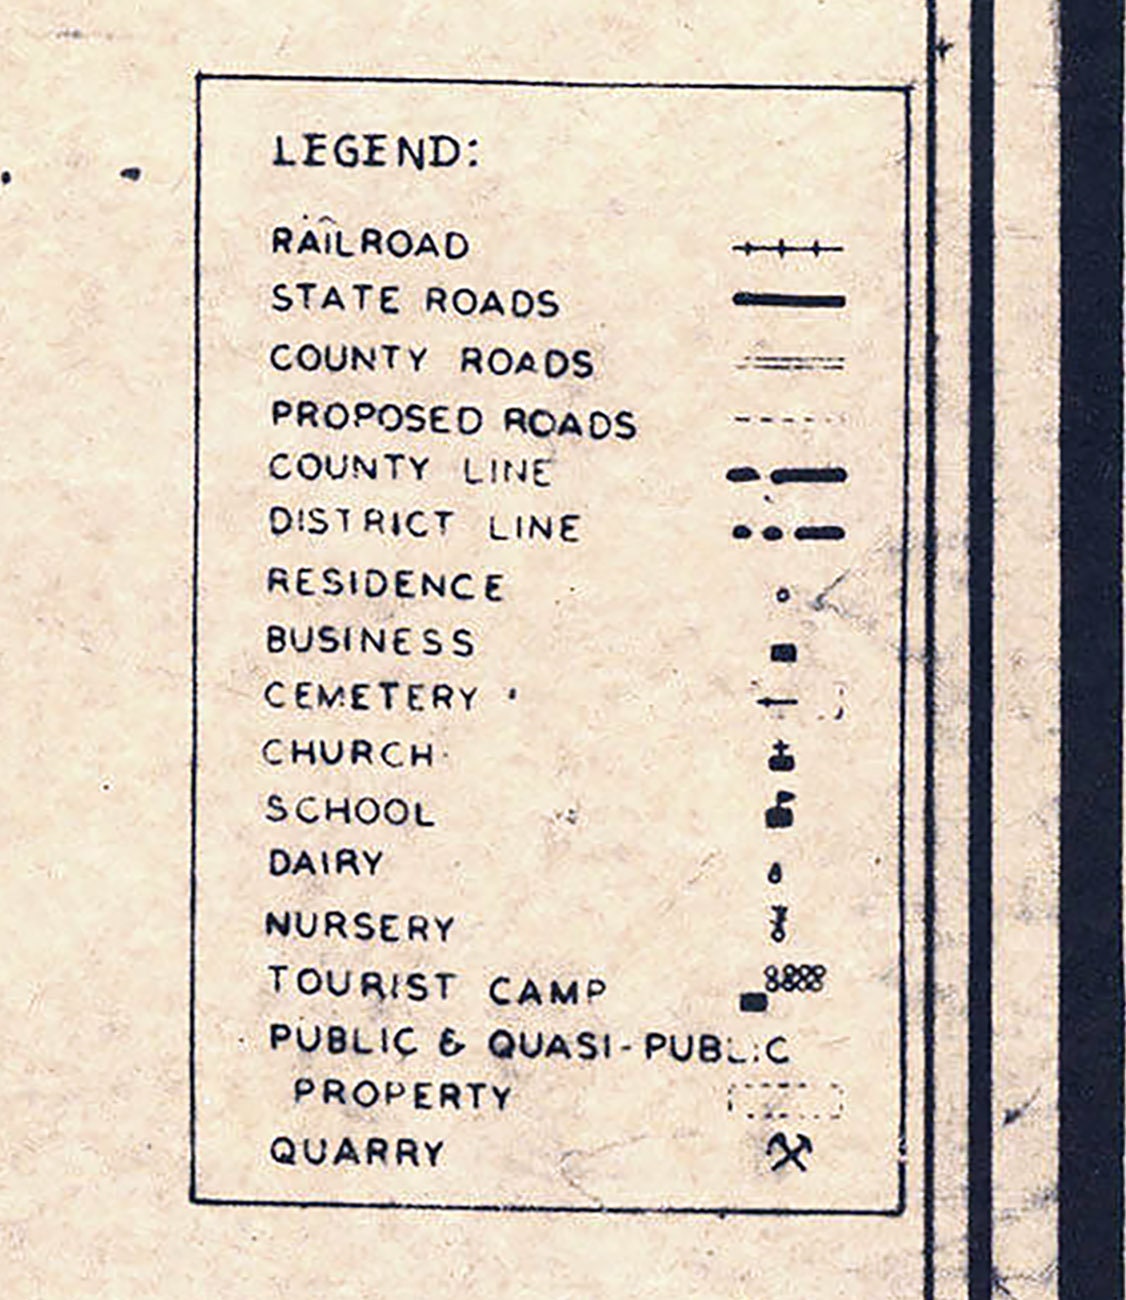 LEGEND:
RAILROAD
STATE ROADS
COUNTY ROADS
PROPOSED ROADS
COUNTY LINE
DISTRICT LINE
RESIDENCE
BUSINESS
CEMETERY
CHURCH
SCHOOL
DAIRY
NURSERY
TOURIST CAMP
PUBLIC & QUASI-PUBLIC
PROPERTY
QUARRY